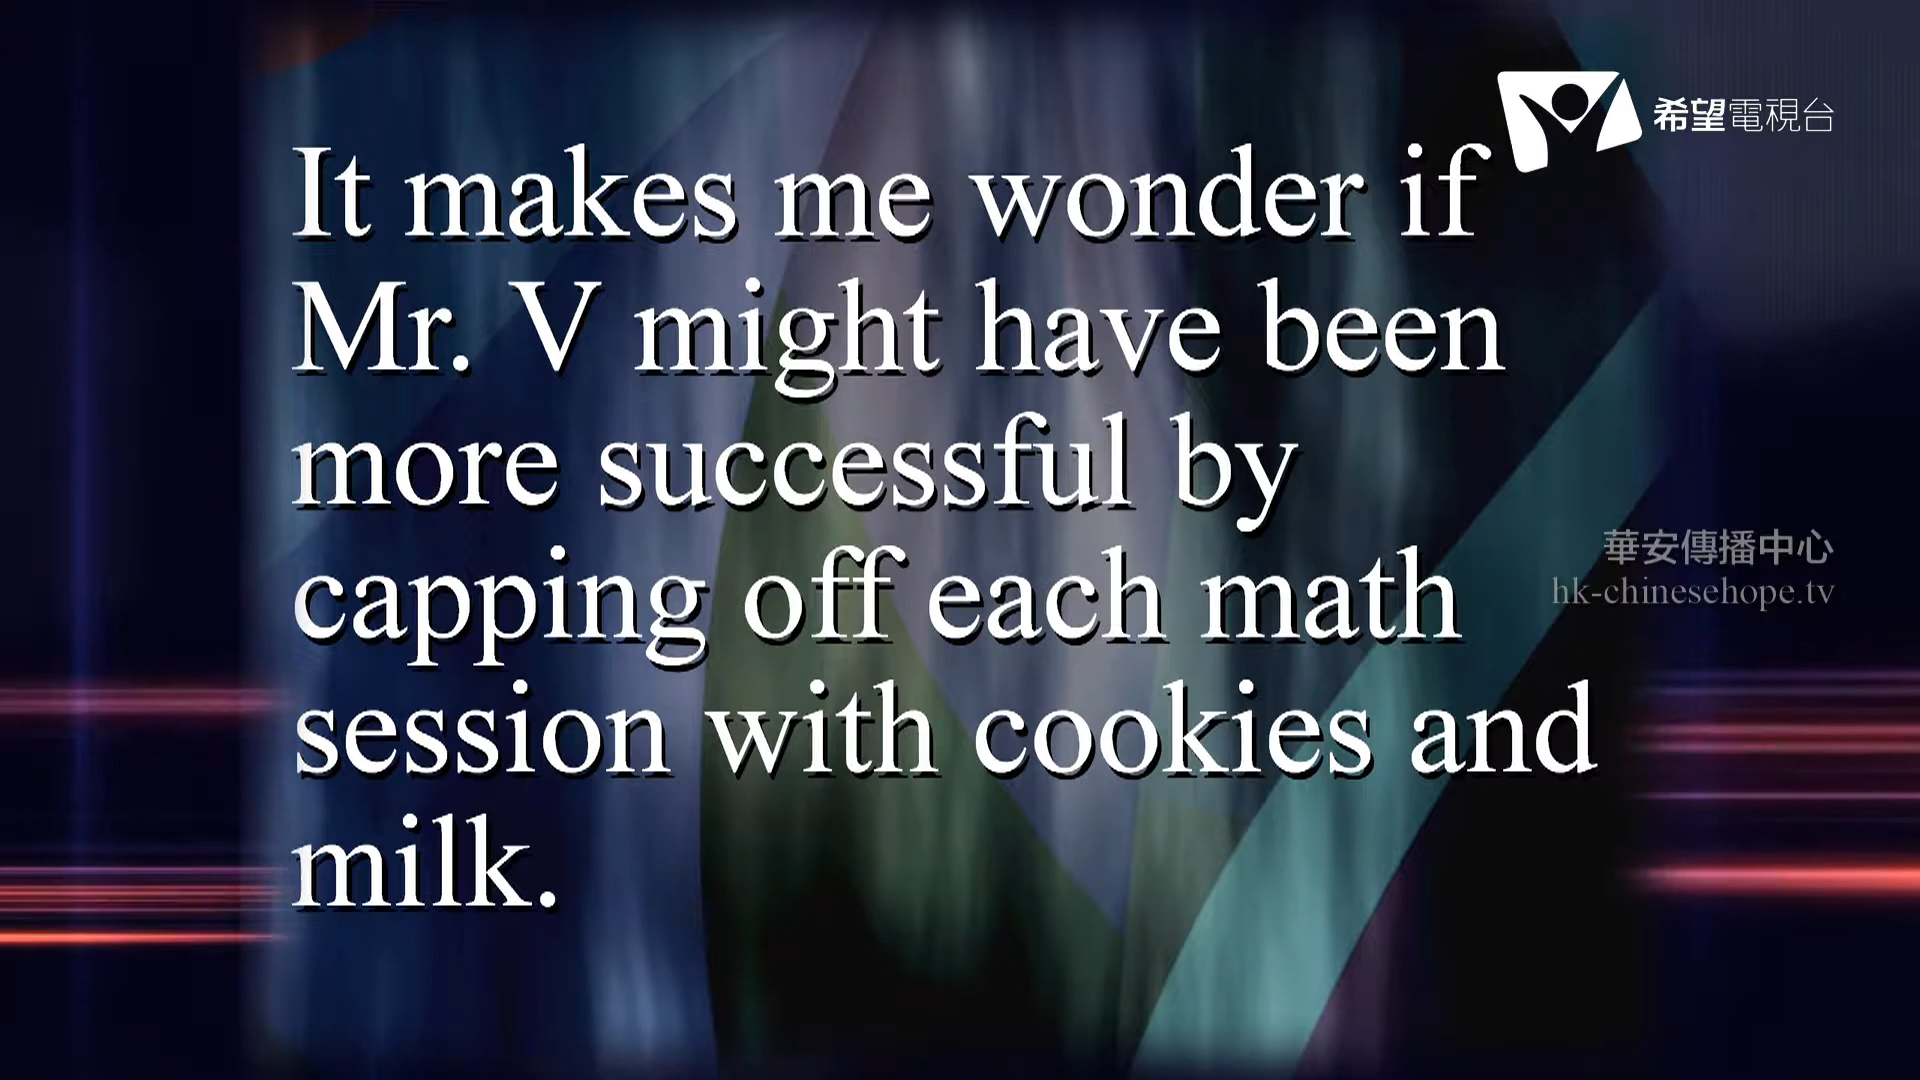 希望電視台
It makes me wonder if
Mr. V might have been
more successful by
capping off each math
session with cookies and
milk.
華安傳播中心
hk-chinesehope.tv